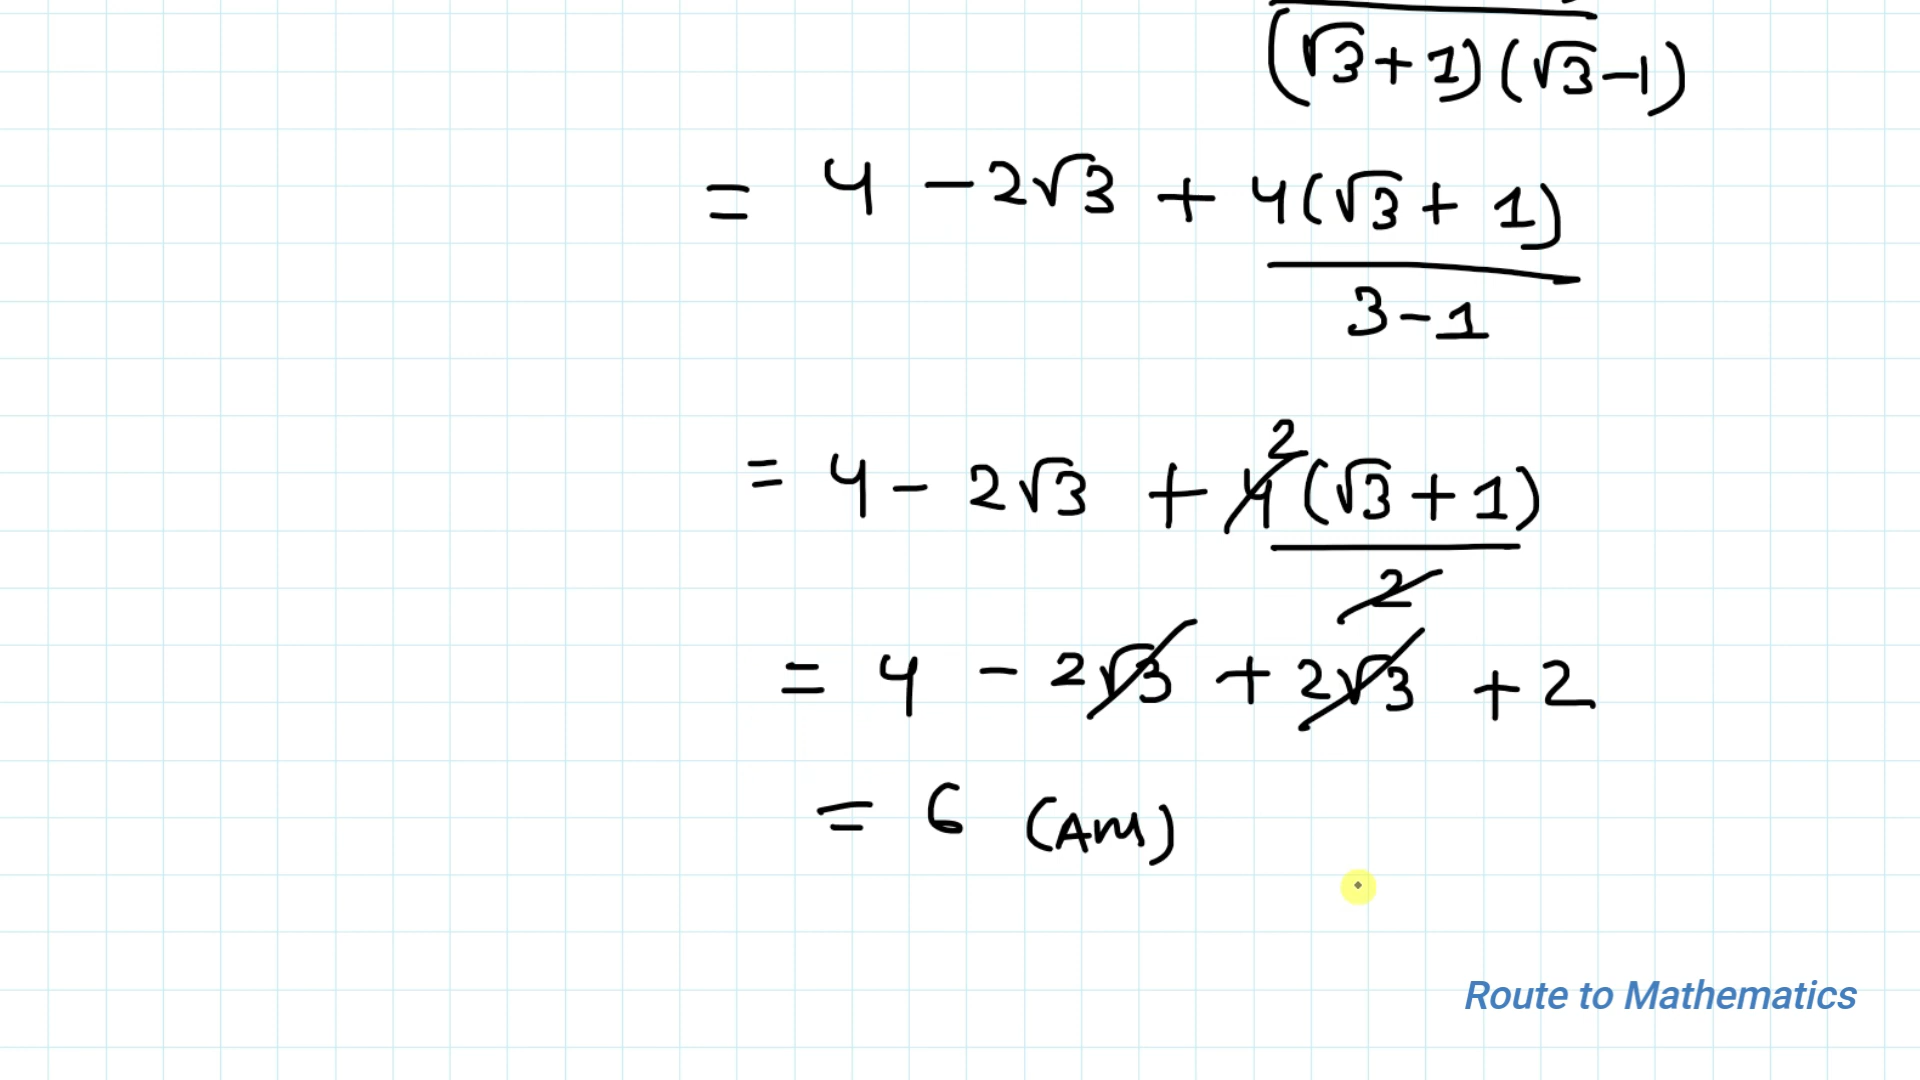 (√3+1)(√3-1)
= 4 - 2√3 + 4(√3 + 1)
3-1
= 4 - 2√3 + 4 2 (√3 + 1)
2
= 4 - 2√3 + 2√3 + 2
= 6 (Ans)
Route to Mathematics